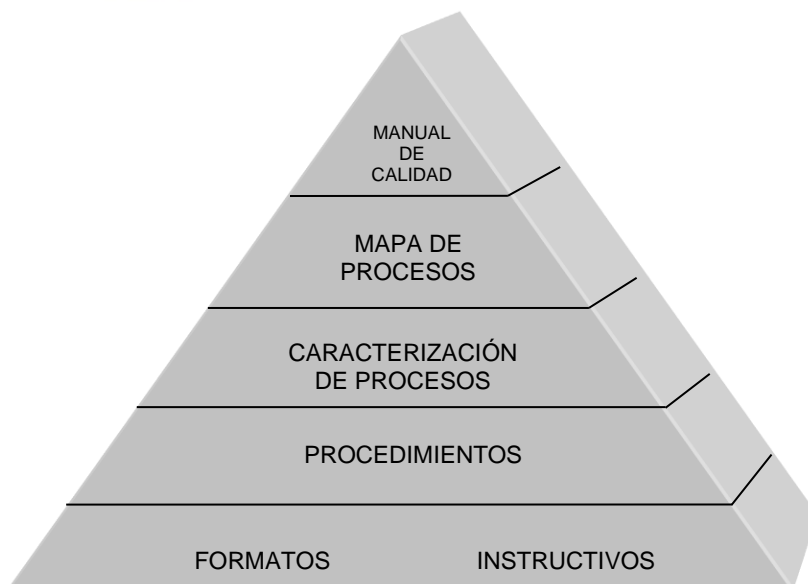 MANUAL
DE
CALIDAD
MAPA DE
PROCESOS
CARACTERIZACIÓN
DE PROCESOS
PROCEDIMIENTOS
FORMATOS INSTRUCTIVOS